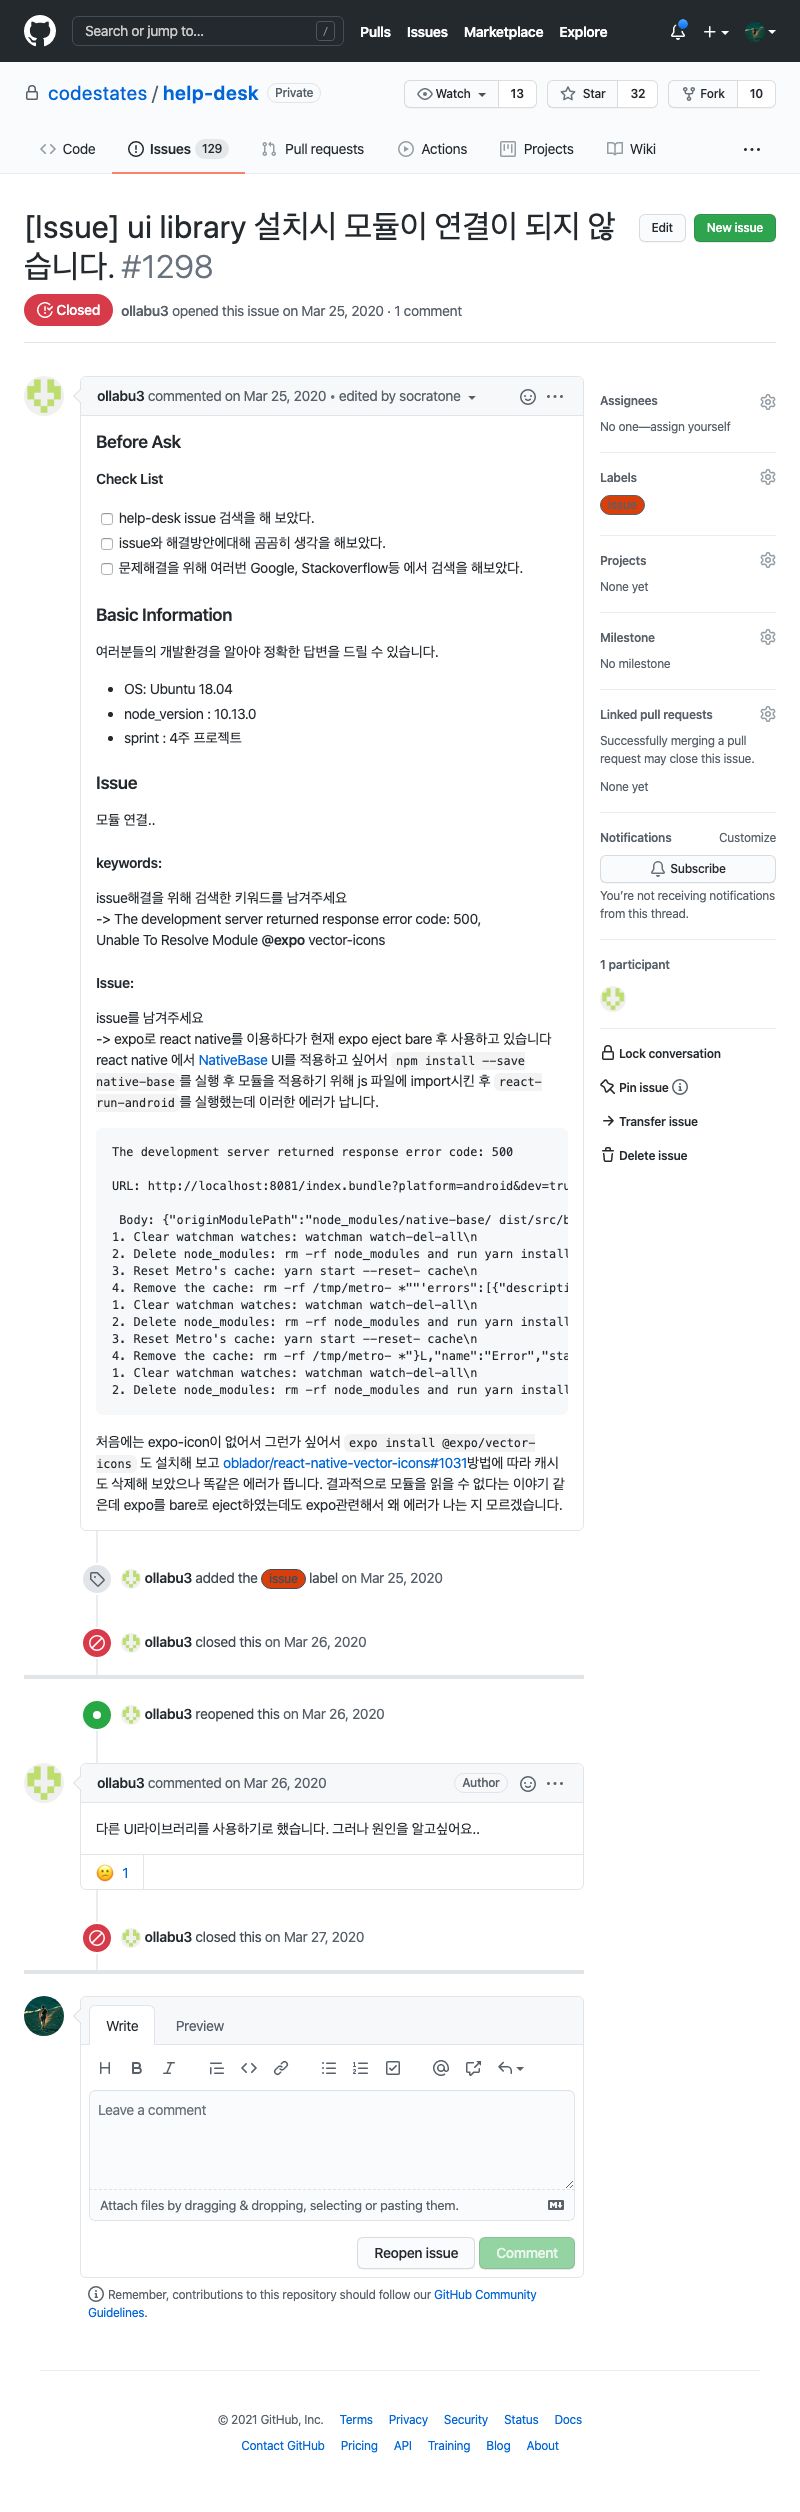 Search or jump to... /
Pulls Issues Marketplace Explore
codestates / help-desk Private
Watch 13 Star 32 Fork 10
Code Issues 129 Pull requests Actions Projects Wiki
[Issue] ui library 설치시 모듈이 연결이 되지 않
습니다. #1298
Edit New issue
Closed ollabu3 opened this issue on Mar 25, 2020 · 1 comment
ollabu3 commented on Mar 25, 2020 • edited by socratone
Before Ask
Check List
help-desk issue 검색을 해 보았다.
issue와 해결방안에대해 곰곰히 생각을 해보았다.
문제해결을 위해 여러번 Google, Stackoverflow등 에서 검색을 해보았다.
Basic Information
여러분들의 개발환경을 알아야 정확한 답변을 드릴 수 있습니다.
• OS: Ubuntu 18.04
• node_version : 10.13.0
• sprint : 4주 프로젝트
Issue
모듈 연결..
keywords:
issue해결을 위해 검색한 키워드를 남겨주세요
-> The development server returned response error code: 500,
Unable To Resolve Module @expo vector-icons
Issue:
issue를 남겨주세요
-> expo로 react native를 이용하다가 현재 expo eject bare 후 사용하고 있습니다
react native 에서 NativeBase UI를 적용하고 싶어서 npm install --save
native-base 를 실행 후 모듈을 적용하기 위해 js 파일에 import시킨 후 react-
run-android 를 실행했는데 이러한 에러가 납니다.
The development server returned response error code: 500
URL: http://localhost:8081/index.bundle?platform=android&dev=tru
Body: {"originModulePath":"node_modules/native-base/ dist/src/b
1. Clear watchman watches: watchman watch-del-all\n
2. Delete node_modules: rm -rf node_modules and run yarn install
3. Reset Metro's cache: yarn start --reset- cache\n
4. Remove the cache: rm -rf /tmp/metro- *""'errors":[{"descripti
1. Clear watchman watches: watchman watch-del-all\n
2. Delete node_modules: rm -rf node_modules and run yarn install
3. Reset Metro's cache: yarn start --reset- cache\n
4. Remove the cache: rm -rf /tmp/metro- *"}L,"name":"Error","sta
1. Clear watchman watches: watchman watch-del-all\n
2. Delete node_modules: rm -rf node_modules and run yarn install
처음에는 expo-icon이 없어서 그런가 싶어서 expo install @expo/vector-
icons 도 설치해 보고 oblador/react-native-vector-icons#1031방법에 따라 캐시
도 삭제해 보았으나 똑같은 에러가 뜹니다. 결과적으로 모듈을 읽을 수 없다는 이야기 같
은데 expo를 bare로 eject하였는데도 expo관련해서 왜 에러가 나는 지 모르겠습니다.
ollabu3 added the issue label on Mar 25, 2020
ollabu3 closed this on Mar 26, 2020
ollabu3 reopened this on Mar 26, 2020
ollabu3 commented on Mar 26, 2020 Author
다른 UI라이브러리를 사용하기로 했습니다. 그러나 원인을 알고싶어요..
1
ollabu3 closed this on Mar 27, 2020
Write Preview
Leave a comment
Attach files by dragging & dropping, selecting or pasting them.
Reopen issue Comment
Remember, contributions to this repository should follow our GitHub Community
Guidelines.
Assignees
No one—assign yourself
Labels
issue
Projects
None yet
Milestone
No milestone
Linked pull requests
Successfully merging a pull
request may close this issue.
None yet
Notifications Customize
Subscribe
You're not receiving notifications
from this thread.
1 participant
Lock conversation
Pin issue
Transfer issue
Delete issue
© 2021 GitHub, Inc. Terms Privacy Security Status Docs
Contact GitHub Pricing API Training Blog About